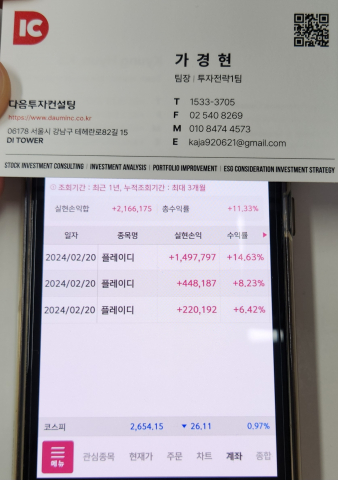 IC
가 경 현
팀장 | 투자전략1팀
다음투자컨설팅
https://www.dauminc.co.kr
06178 서울시 강남구 테헤란로82길 15
DI TOWER
T 1533-3705
F 02 540 8269
M 010 8474 4573
E kaja920621@gmail.com
STOCK INVESTMENT CONSULTING | INVESTMENT ANALYSIS | PORTFOLIO IMPROVEMENT | ESG CONSIDERATION INVESTMENT STRATEGY
조회기간 : 최근 1년, 누적조회기간 : 최대 3개월
실현손익합 +2,166,175 총수익률 +11,33%
일자 종목명 실현손익 수익률
2024/02/20 플레이디 +1,497,797 +14,63%
2024/02/20 플레이디 +448,187 +8,23%
2024/02/20 플레이디 +220,192 +6,42%
코스피 2,654.15 ▼ 26.11 0,97%
메뉴 관심종목 현재가 주문 차트 계좌 종합